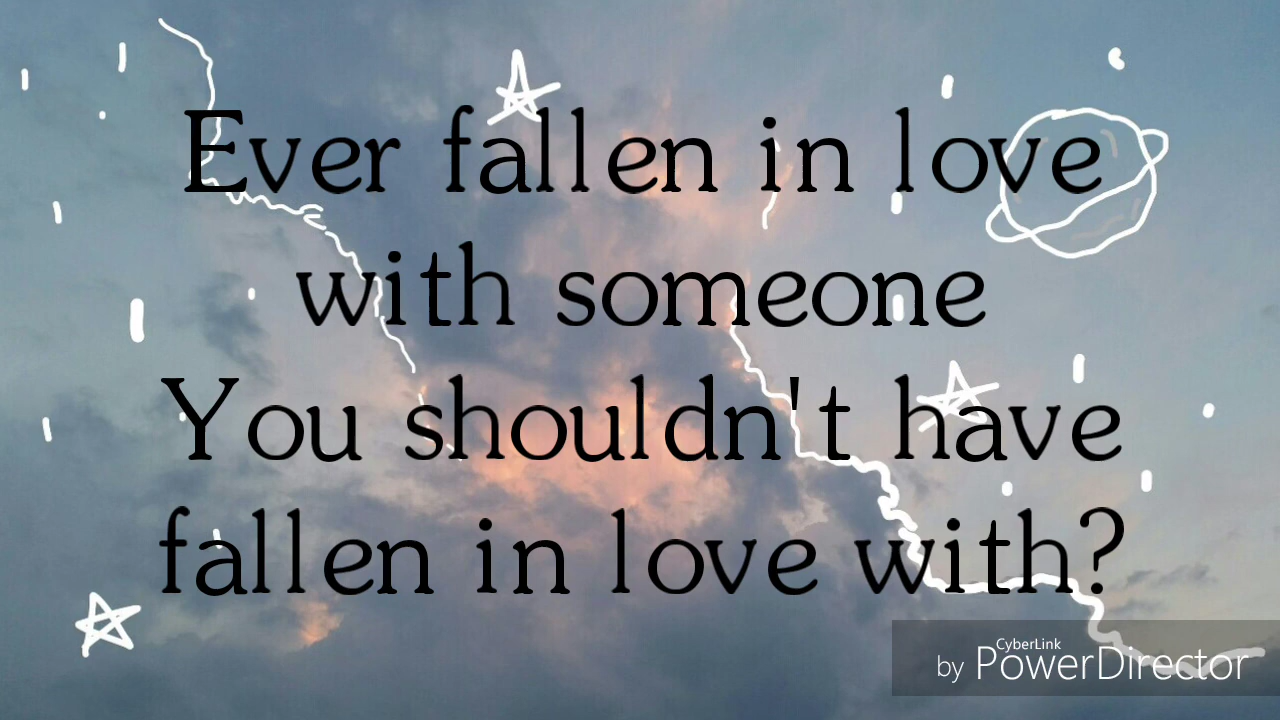 Ever fallen in love
with someone
You shouldn't have
fallen in love with?
by CyberLink PowerDirector